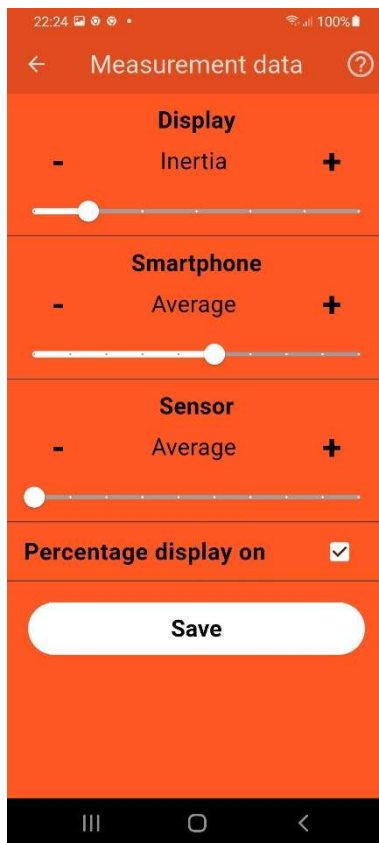 22:24
100%
Measurement data
Display
- Inertia +
Smartphone
- Average +
Sensor
- Average +
Percentage display on
Save